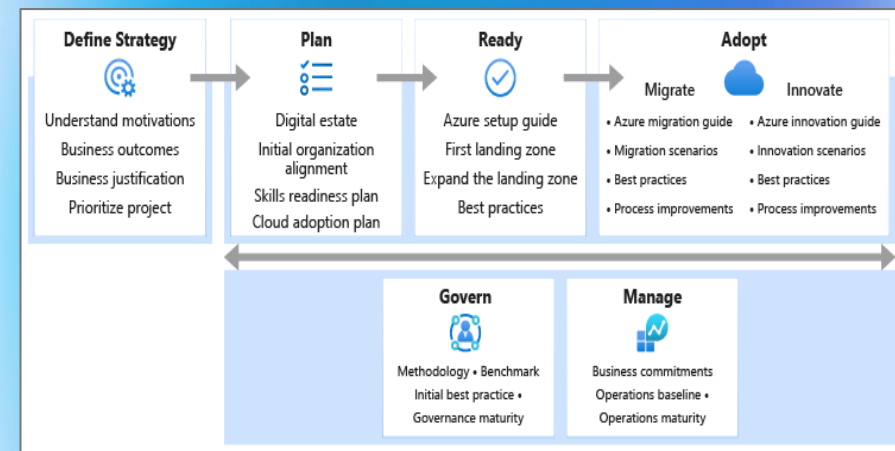 Define Strategy
Understand motivations
Business outcomes
Business justification
Prioritize project
Plan
Digital estate
Initial organization
alignment
Skills readiness plan
Cloud adoption plan
Ready
Azure setup guide
First landing zone
Expand the landing zone
Best practices
Adopt
Migrate
• Azure migration guide
• Migration scenarios
• Best practices
• Process improvements
Innovate
• Azure innovation guide
• Innovation scenarios
• Best practices
• Process improvements
Govern
Methodology • Benchmark
Initial best practice •
Governance maturity
Manage
Business commitments
Operations baseline •
Operations maturity